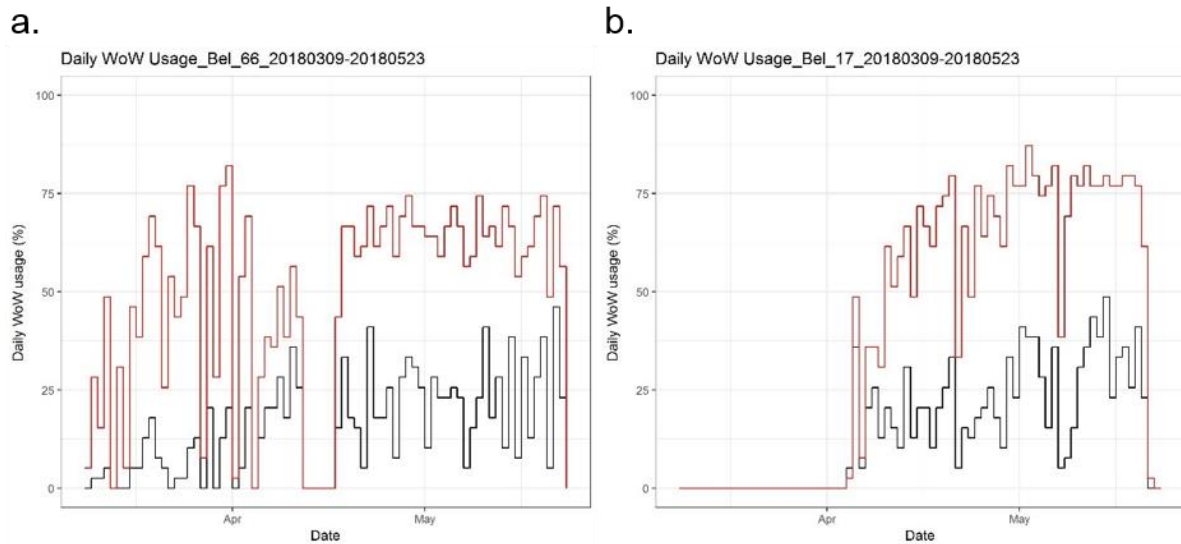 a.
Daily WoW Usage_Bel_66_20180309-20180523
100
75
50
25
0
Daily WoW usage (%)
Apr
May
Date
b.
Daily WoW Usage_Bel_17_20180309-20180523
100
75
50
25
0
Daily WoW usage (%)
Apr
May
Date